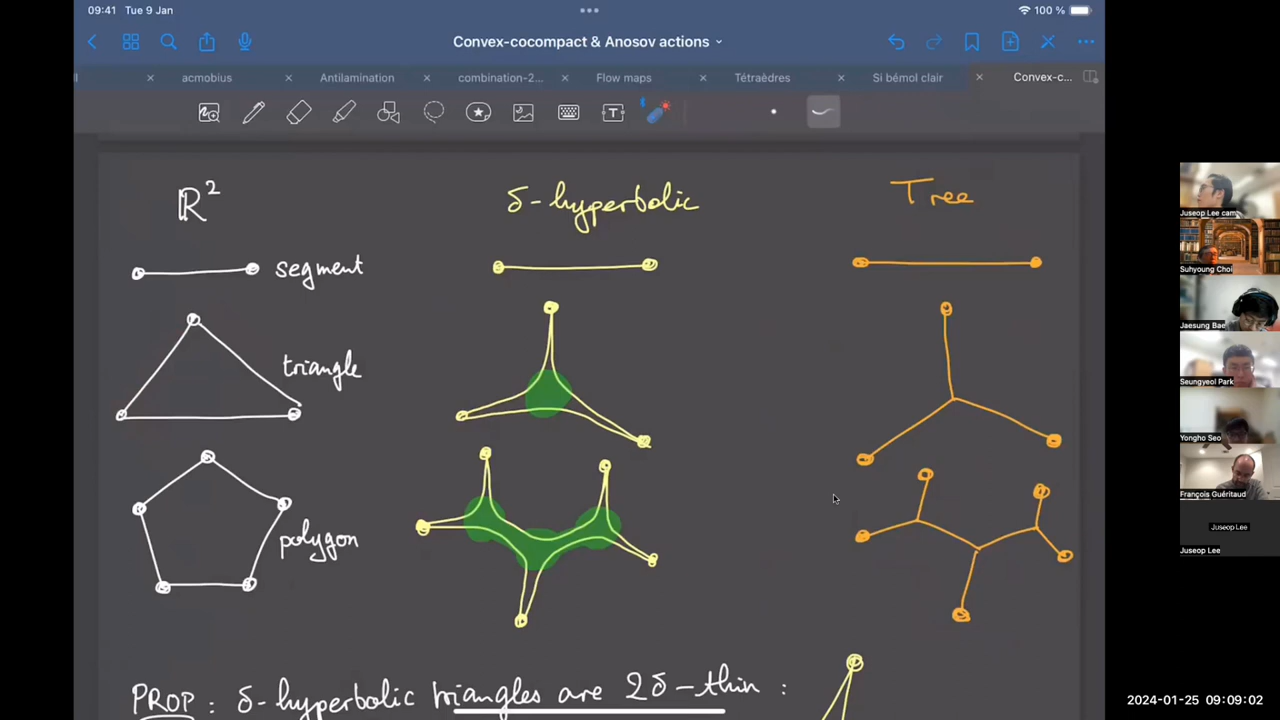 09:41 Tue 9 Jan
100 %
Convex-cocompact & Anosov actions
acmobius
Antilamination
combination-2...
Flow maps
Tétraèdres
Si bémol clair
Convex-c...
T
ℝ² δ-hyperbolic Tree
segment
triangle
polygon
PROP : δ-hyperbolic triangles are 2δ-thin :
Juseop Lee cam
Suhyoung Choi
Jaesung Bae
Seungyeol Park
Yongho Seo
François Guéritaud
Juseop Lee
Juseop Lee
2024-01-25 09:09:02